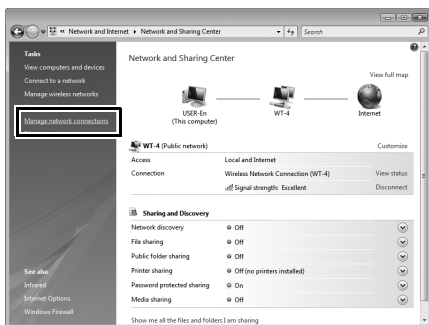 « Network and Internet ▸ Network and Sharing Center
Search
Tasks
View computers and devices
Connect to a network
Manage wireless networks
Manage network connections
See also
Infrared
Internet Options
Windows Firewall
Network and Sharing Center
View full map
USER-En
(This computer)
WT-4
Internet
WT-4 (Public network)
Customize
Access Local and Internet
Connection Wireless Network Connection (WT-4) View status
Signal strength: Excellent Disconnect
Sharing and Discovery
Network discovery Off
File sharing Off
Public folder sharing Off
Printer sharing Off (no printers installed)
Password protected sharing On
Media sharing Off
Show me all the files and folders I am sharing